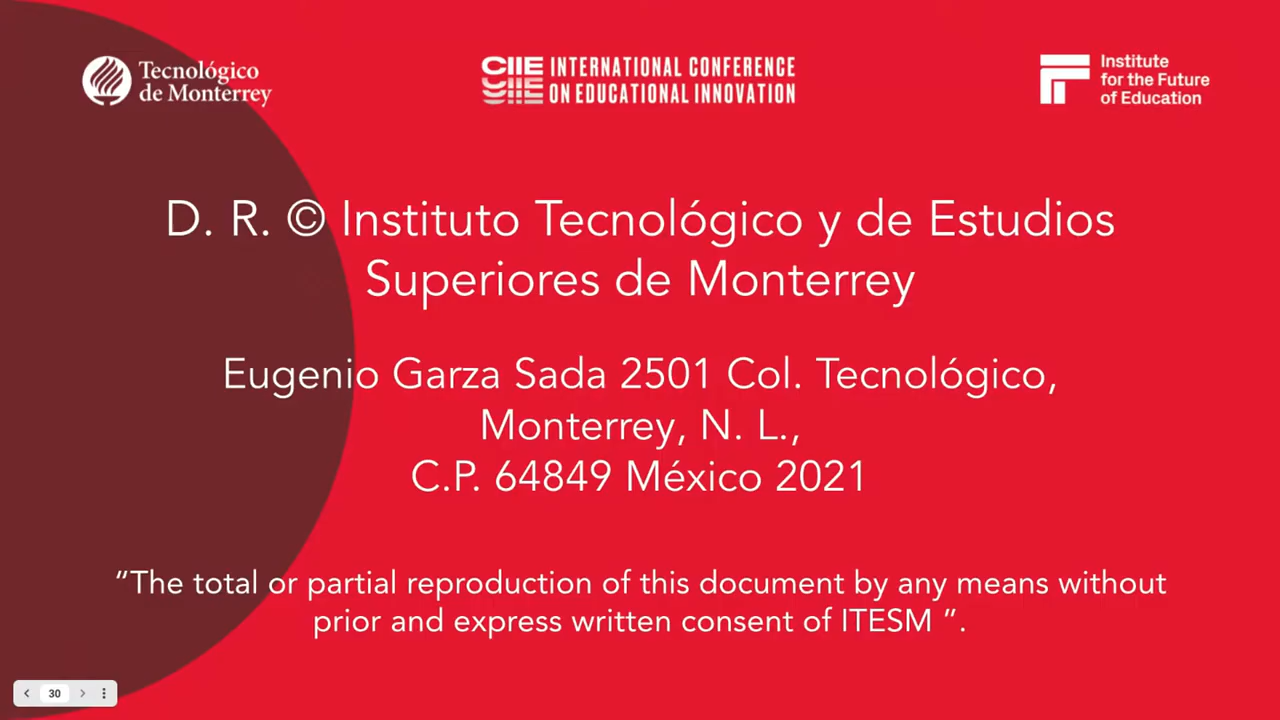 Tecnológico
de Monterrey
CIIE INTERNATIONAL CONFERENCE
ON EDUCATIONAL INNOVATION
Institute
for the Future
of Education
D. R. © Instituto Tecnológico y de Estudios
Superiores de Monterrey
Eugenio Garza Sada 2501 Col. Tecnológico,
Monterrey, N. L.,
C.P. 64849 México 2021
“The total or partial reproduction of this document by any means without
prior and express written consent of ITESM ”.
30